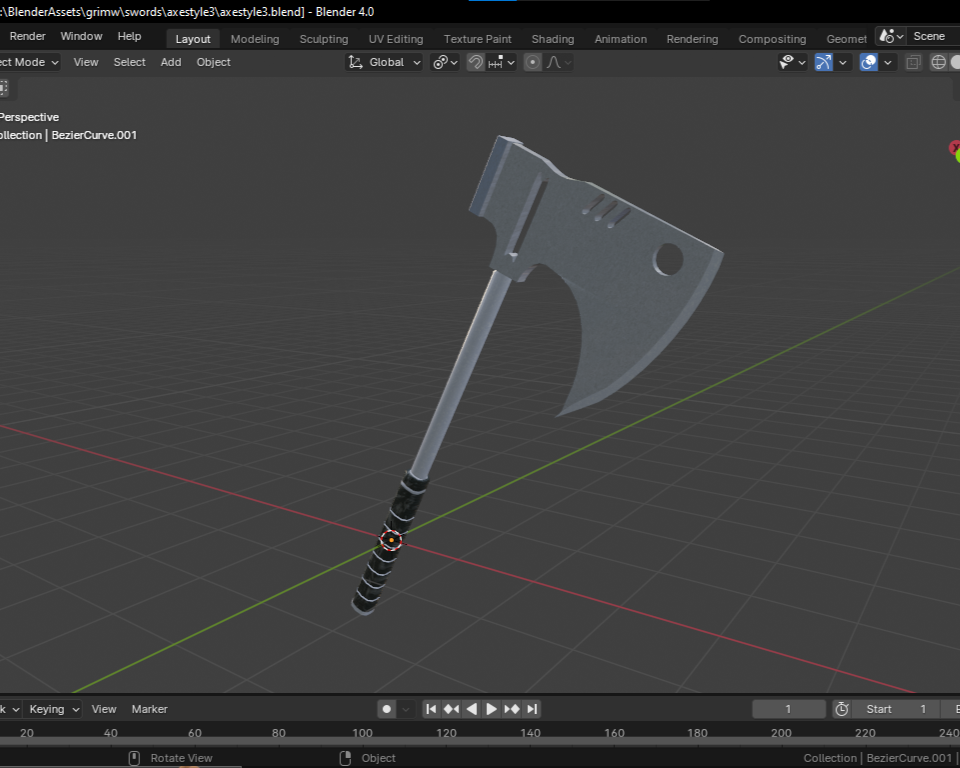 :\BlenderAssets\grimw\swords\axestyle3\axestyle3.blend] - Blender 4.0
Render Window Help Layout Modeling Sculpting UV Editing Texture Paint Shading Animation Rendering Compositing Geomet Scene
ect Mode View Select Add Object Global
Perspective
ollection | BezierCurve.001
k Keying View Marker 1 Start 1 E
20 40 60 80 100 120 140 160 180 200 220 240
Rotate View Object Collection | BezierCurve.001 |